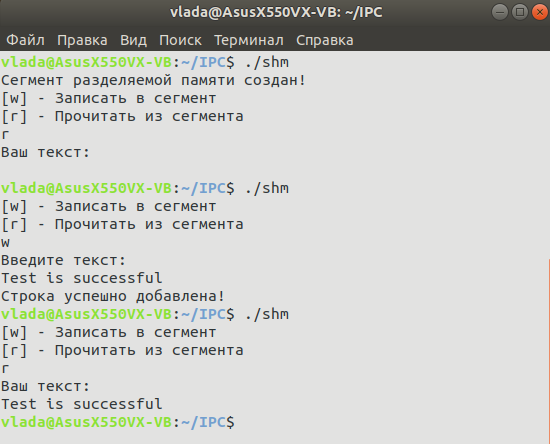 vlada@AsusX550VX-VB: ~/IPC
Файл Правка Вид Поиск Терминал Справка
vlada@AsusX550VX-VB:~/IPC$ ./shm
Сегмент разделяемой памяти создан!
[w] - Записать в сегмент
[r] - Прочитать из сегмента
r
Ваш текст:

vlada@AsusX550VX-VB:~/IPC$ ./shm
[w] - Записать в сегмент
[r] - Прочитать из сегмента
w
Введите текст:
Test is successful
Строка успешно добавлена!
vlada@AsusX550VX-VB:~/IPC$ ./shm
[w] - Записать в сегмент
[r] - Прочитать из сегмента
r
Ваш текст:
Test is successful
vlada@AsusX550VX-VB:~/IPC$